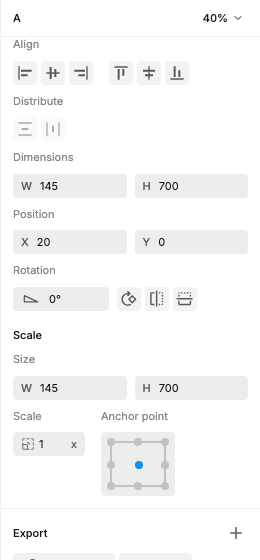 A 40%
Align
Distribute
Dimensions
W 145 H 700
Position
X 20 Y 0
Rotation
0°
Scale
Size
W 145 H 700
Scale Anchor point
1 x
Export